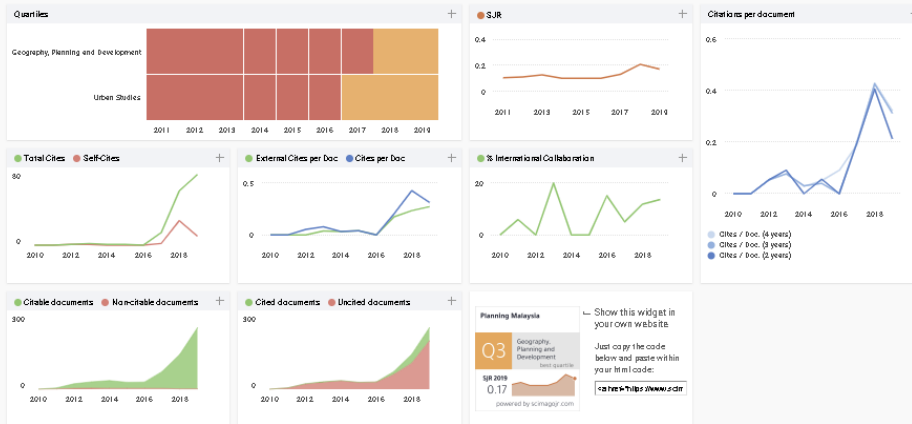 Quartiles
Geography, Planning and Development
Urban Studies
2011 2012 2013 2014 2015 2016 2017 2018 2019
SJR
0.4
0.2
0
2011 2013 2015 2017 2019
Citations per document
0.6
0.4
0.2
0
2010 2012 2014 2016 2018
Cites / Doc. (4 years)
Cites / Doc. (3 years)
Cites / Doc. (2 years)
Total Cites Self-Cites
80
0
2010 2012 2014 2016 2018
External Cites per Doc Cites per Doc
0.5
0
2010 2012 2014 2016 2018
% International Collaboration
20
0
2010 2012 2014 2016 2018
Citable documents Non-citable documents
300
0
2010 2012 2014 2016 2018
Cited documents Uncited documents
300
0
2010 2012 2014 2016 2018
Planning Malaysia
Q3
Geography,
Planning and
Development
best quartile
SJR 2019
0.17
powered by scimagojr.com
Show this widget in
your own website
Just copy the code
below and paste within
your html code:
<a href="https://www.scim